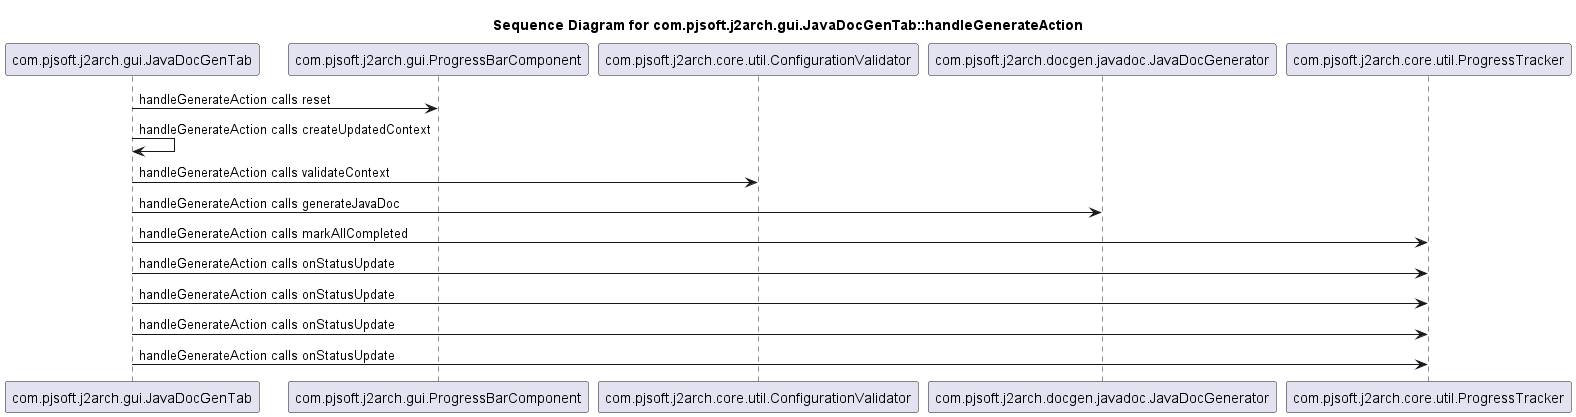 Sequence Diagram for com.pjsoft.j2arch.gui.JavaDocGenTab::handleGenerateAction
com.pjsoft.j2arch.gui.JavaDocGenTab
com.pjsoft.j2arch.gui.ProgressBarComponent
com.pjsoft.j2arch.core.util.ConfigurationValidator
com.pjsoft.j2arch.docgen.javadoc.JavaDocGenerator
com.pjsoft.j2arch.core.util.ProgressTracker
handleGenerateAction calls reset
handleGenerateAction calls createUpdatedContext
handleGenerateAction calls validateContext
handleGenerateAction calls generateJavaDoc
handleGenerateAction calls markAllCompleted
handleGenerateAction calls onStatusUpdate
handleGenerateAction calls onStatusUpdate
handleGenerateAction calls onStatusUpdate
handleGenerateAction calls onStatusUpdate
com.pjsoft.j2arch.gui.JavaDocGenTab
com.pjsoft.j2arch.gui.ProgressBarComponent
com.pjsoft.j2arch.core.util.ConfigurationValidator
com.pjsoft.j2arch.docgen.javadoc.JavaDocGenerator
com.pjsoft.j2arch.core.util.ProgressTracker